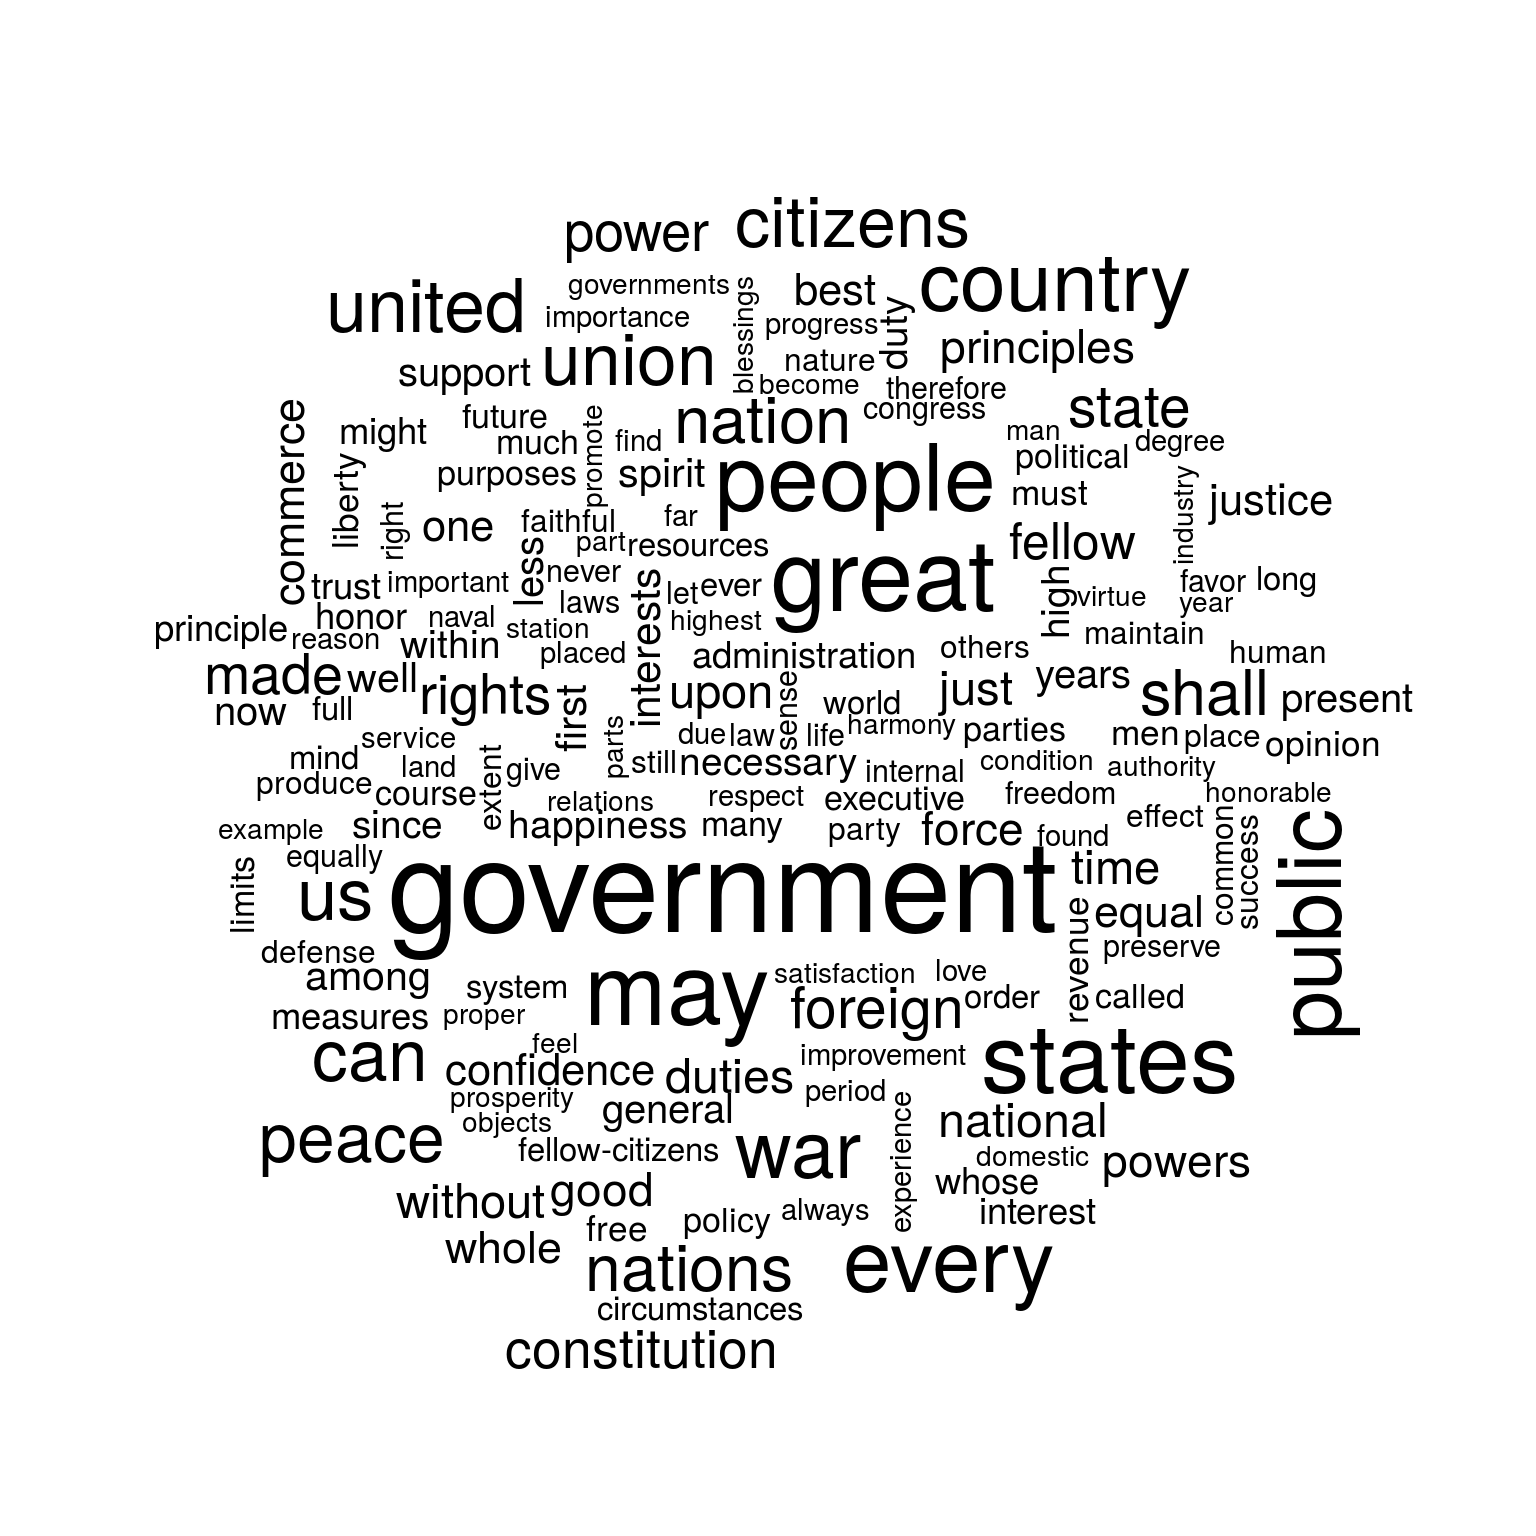 power citizens
country
united governments best
importance blessings progress duty
union nature principles
support become therefore
nation congress state
commerce might future much promote find man degree
liberty purposes spirit people political
right one must industry justice
faithful far
less part resources great fellow
trust important never interests let ever high virtue favor long
honor naval laws highest year
principle reason within station placed administration others maintain human
made well rights first upon sense world just years shall present
now full parts due law life harmony parties men place opinion
mind service land extent give still necessary internal condition authority
produce course relations respect executive freedom honorable
example since happiness many party force found effect common success public
limits equally
us government time
revenue equal
defense preserve
among system may satisfaction love
measures proper foreign order called
can feel
confidence duties improvement states
prosperity general period
objects experience national
peace fellow-citizens war domestic powers
whose
without good always interest
free policy
whole nations every
circumstances
constitution